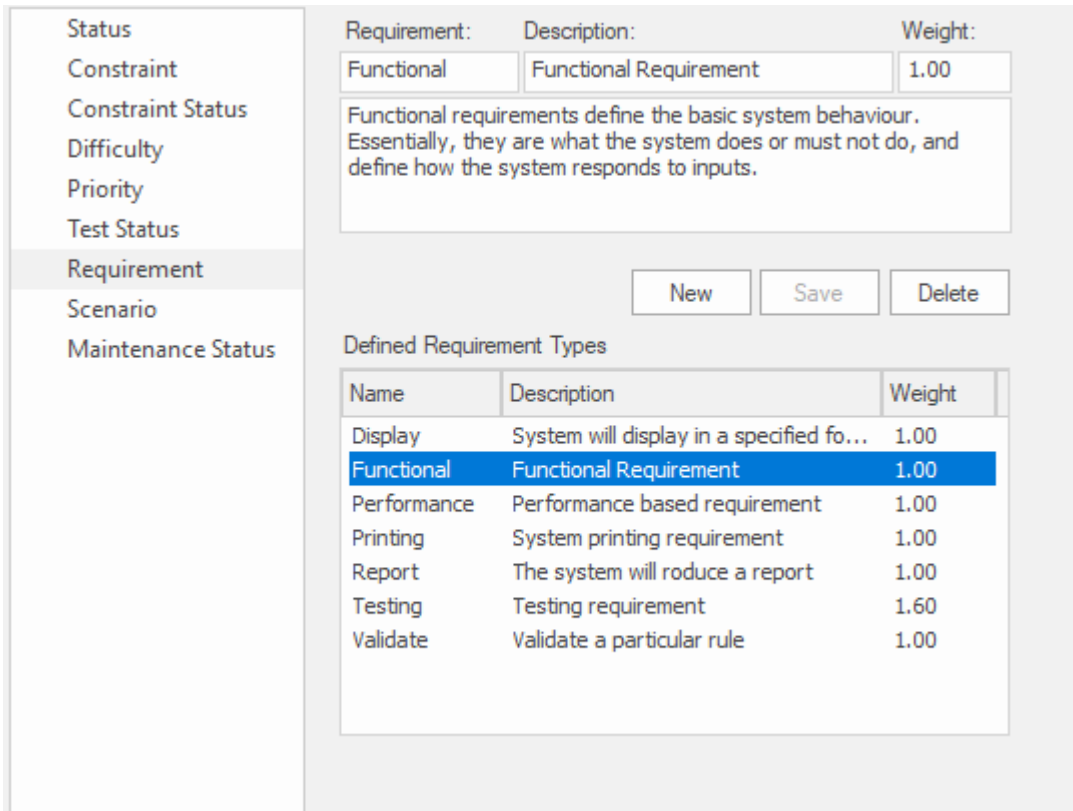 Status
Constraint
Constraint Status
Difficulty
Priority
Test Status
Requirement
Scenario
Maintenance Status
Requirement: Description: Weight:
Functional Functional Requirement 1.00
Functional requirements define the basic system behaviour.
Essentially, they are what the system does or must not do, and
define how the system responds to inputs.
New Save Delete
Defined Requirement Types
Name Description Weight
Display System will display in a specified fo... 1.00
Functional Functional Requirement 1.00
Performance Performance based requirement 1.00
Printing System printing requirement 1.00
Report The system will roduce a report 1.00
Testing Testing requirement 1.60
Validate Validate a particular rule 1.00